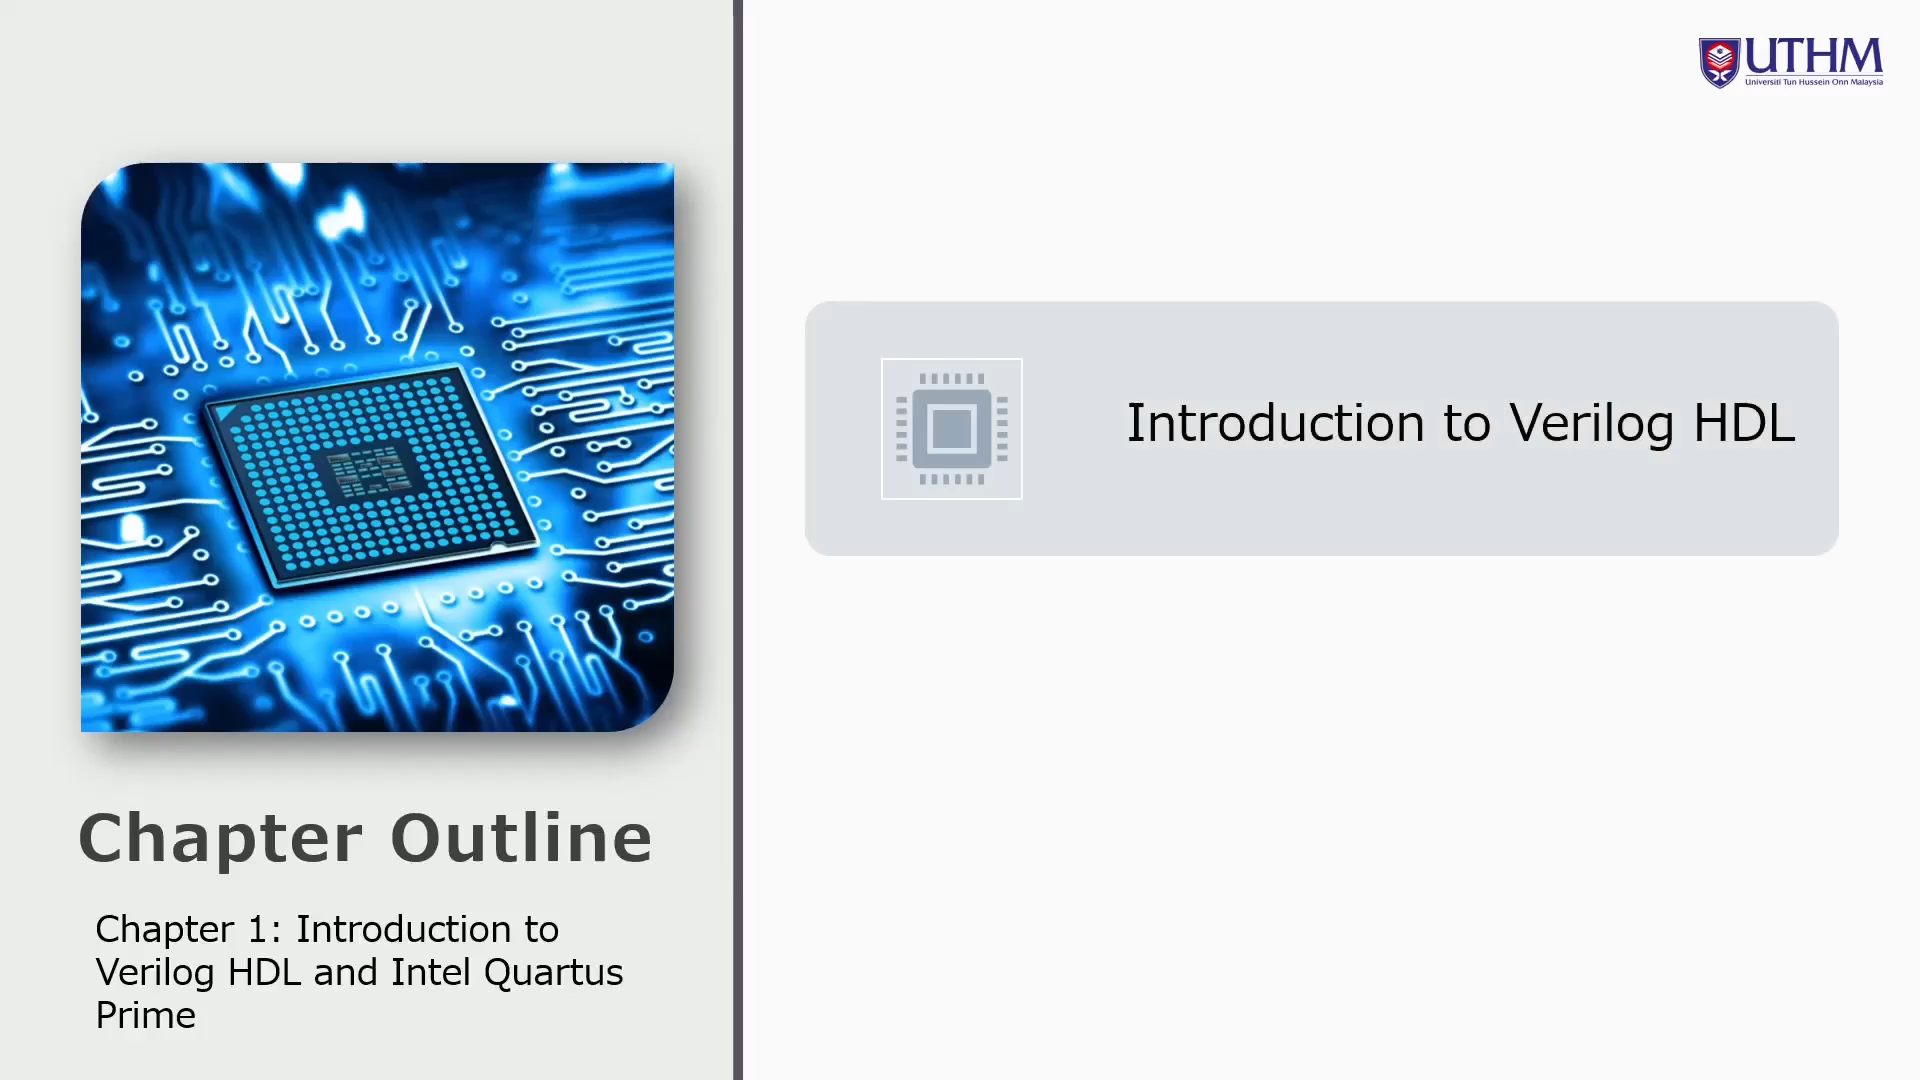 UTHM
Universiti Tun Hussein Onn Malaysia
Introduction to Verilog HDL
Chapter Outline
Chapter 1: Introduction to
Verilog HDL and Intel Quartus
Prime